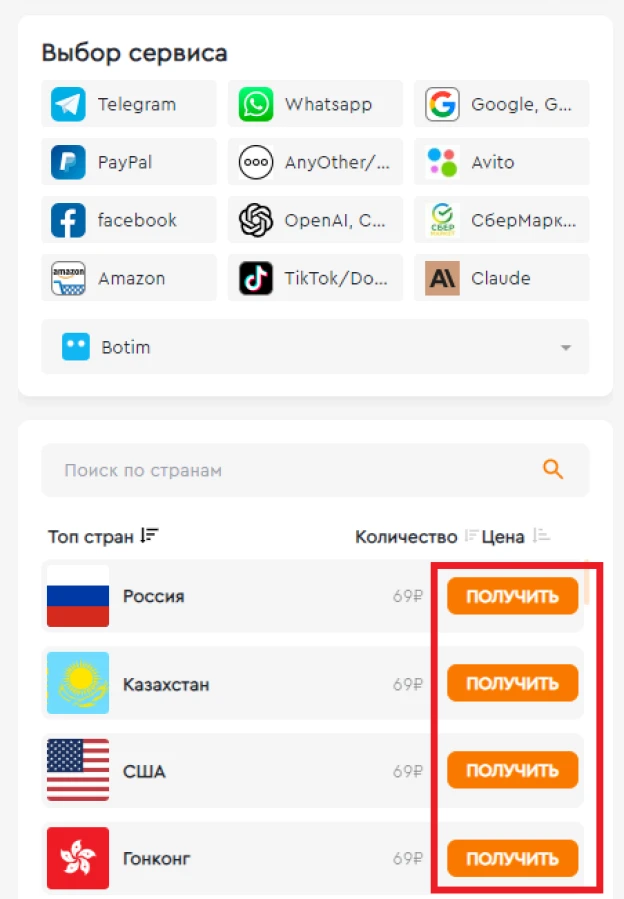 Выбор сервиса
Telegram Whatsapp Google, G...
PayPal AnyOther/... Avito
facebook OpenAI, C... СберМарк...
Amazon TikTok/Do... Claude
Botim
Поиск по странам
Топ стран Количество Цена
Россия 69₽ ПОЛУЧИТЬ
Казахстан 69₽ ПОЛУЧИТЬ
США 69₽ ПОЛУЧИТЬ
Гонконг 69₽ ПОЛУЧИТЬ